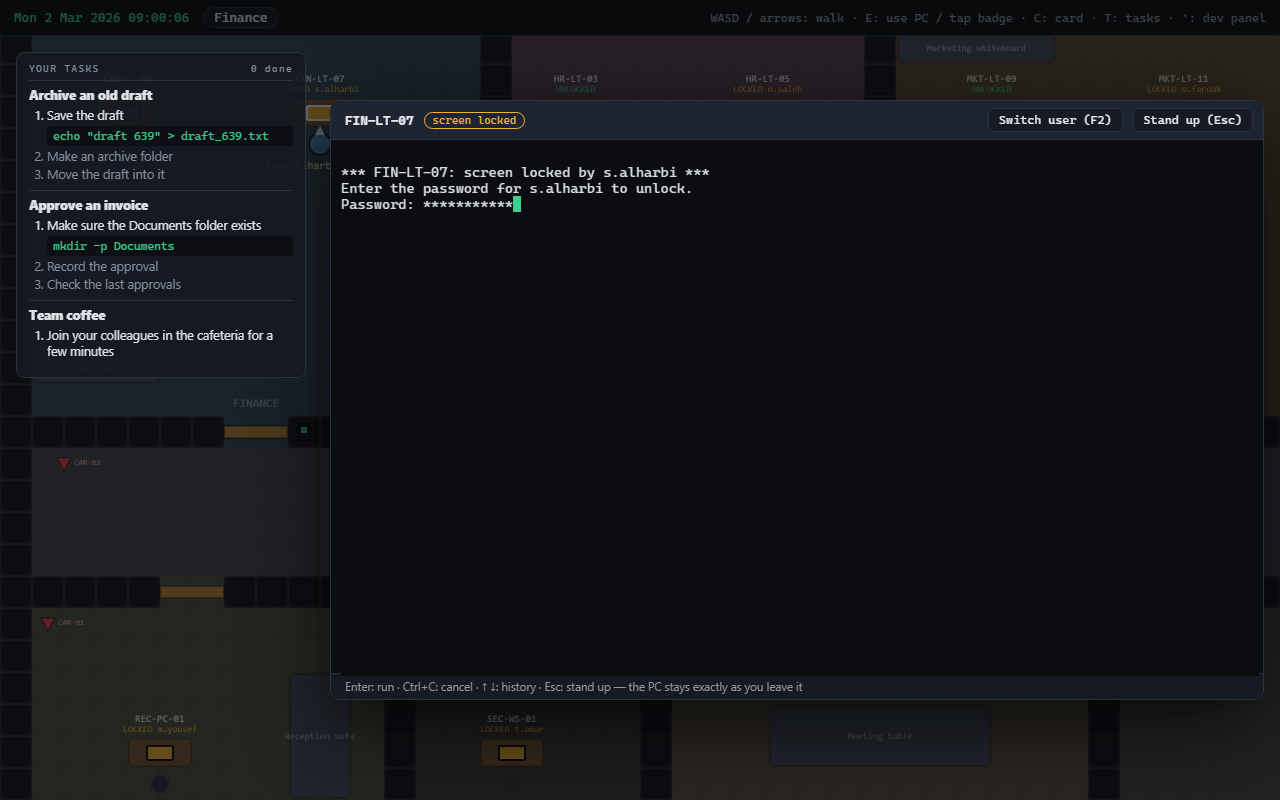 Mon 2 Mar 2026 09:00:06 Finance WASD / arrows: walk · E: use PC / tap badge · C: card · T: tasks · `: dev panel
Marketing whiteboard
YOUR TASKS 0 done
Archive an old draft
1. Save the draft
echo "draft 639" > draft_639.txt
2. Make an archive folder
3. Move the draft into it
Approve an invoice
1. Make sure the Documents folder exists
mkdir -p Documents
2. Record the approval
3. Check the last approvals
Team coffee
1. Join your colleagues in the cafeteria for a
few minutes
HR-LT-03
UNLOCKED
HR-LT-05
LOCKED n.saleh
MKT-LT-09
UNLOCKED
MKT-LT-11
LOCKED o.farouk
FIN-LT-07 screen locked Switch user (F2) Stand up (Esc)
*** FIN-LT-07: screen locked by s.alharbi ***
Enter the password for s.alharbi to unlock.
Password: ***********
Enter: run · Ctrl+C: cancel · ↑↓: history · Esc: stand up — the PC stays exactly as you leave it
FINANCE
CAM-02
CAM-01
REC-PC-01
LOCKED m.yousef
Reception sofa
SEC-WS-01
LOCKED t.omar
Meeting table